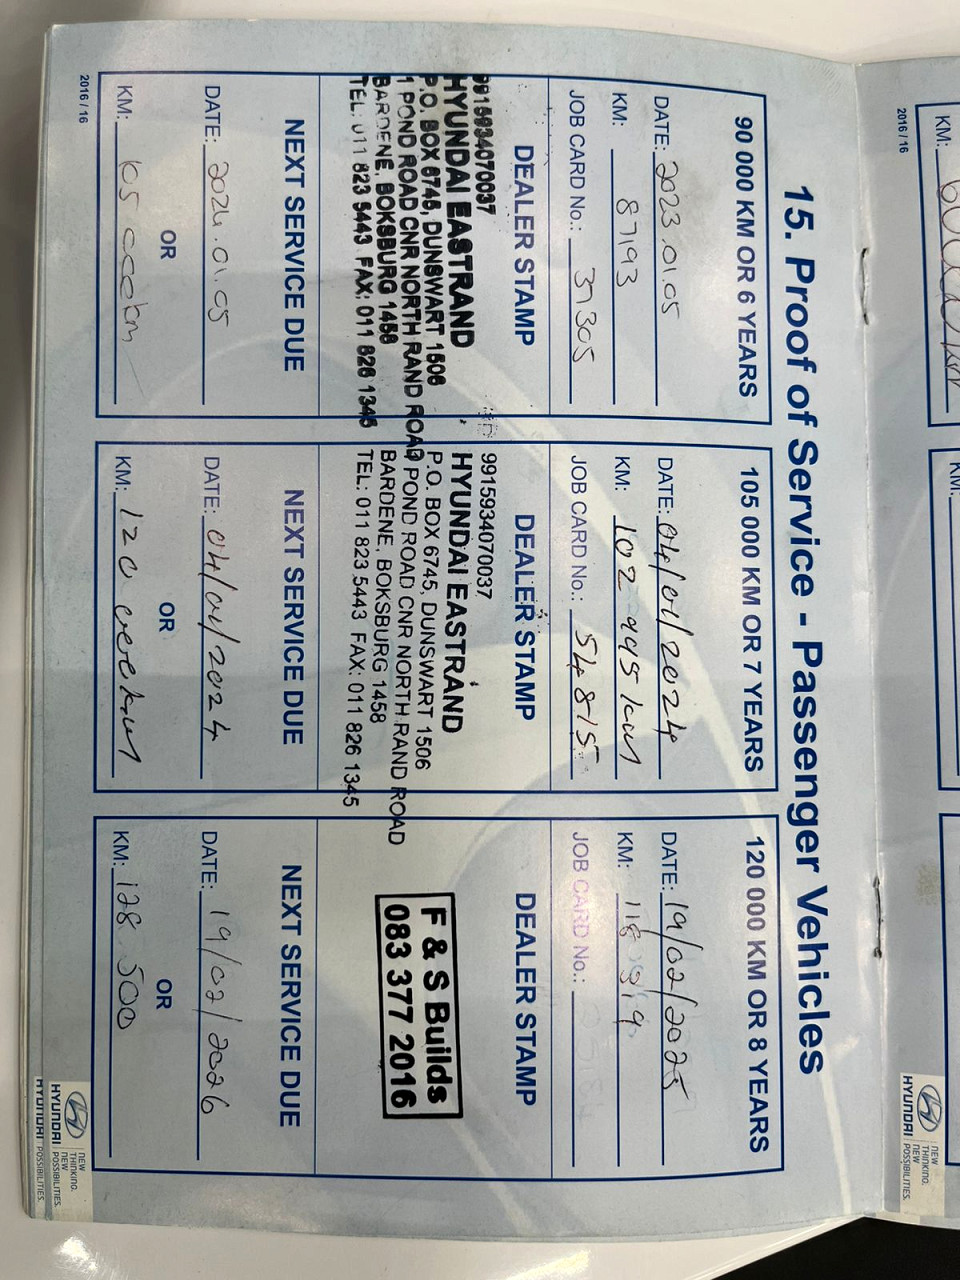 15. Proof of Service - Passenger Vehicles
90 000 KM OR 6 YEARS
DATE: 2023.01.05
KM: 87193
JOB CARD No.: 37305
DEALER STAMP
9915934070037
HYUNDAI EASTRAND
P.O. BOX 6745, DUNSWART 1506
1 POND ROAD CNR NORTH RAND ROAD
BARDENE, BOKSBURG 1458
TEL: 011 823 5443 FAX: 011 826 1345
NEXT SERVICE DUE
DATE: 2024.01.05
OR
KM: 105 000km
2016 / 16
105 000 KM OR 7 YEARS
DATE: 04/01/2024
KM: 102 995 km
JOB CARD No.: 54815
DEALER STAMP
9915934070037
HYUNDAI EASTRAND
P.O. BOX 6745, DUNSWART 1506
POND ROAD CNR NORTH RAND ROAD
BARDENE, BOKSBURG 1458
TEL: 011 823 5443 FAX: 011 826 1345
NEXT SERVICE DUE
DATE: 04/01/2024
OR
KM: 120 000km
120 000 KM OR 8 YEARS
DATE: 19/02/2025
KM: 118
JOB CARD No.:
DEALER STAMP
F & S Builds
083 377 2016
NEXT SERVICE DUE
DATE: 19/02/2026
OR
KM: 128 500
HYUNDAI
NEW
THINKING.
NEW
POSSIBILITIES.
HYUNDAI
POSSIBILITIES.
KM:
2016 / 16
KM:
HYUNDAI
NEW
THINKING.
NEW
POSSIBILITIES.